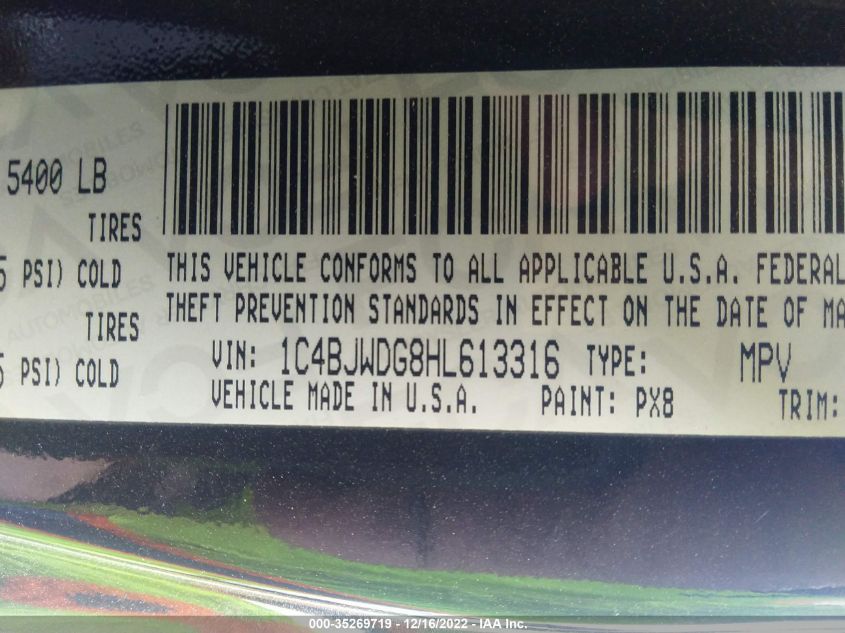 5400 LB
TIRES
PSI) COLD
TIRES
PSI) COLD
THIS VEHICLE CONFORMS TO ALL APPLICABLE U.S.A. FEDERAL
THEFT PREVENTION STANDARDS IN EFFECT ON THE DATE OF MA
VIN: 1C4BJWDG8HL613316 TYPE: MPV
VEHICLE MADE IN U.S.A. PAINT: PX8 TRIM:
000-35269719 - 12/16/2022 - IAA Inc.